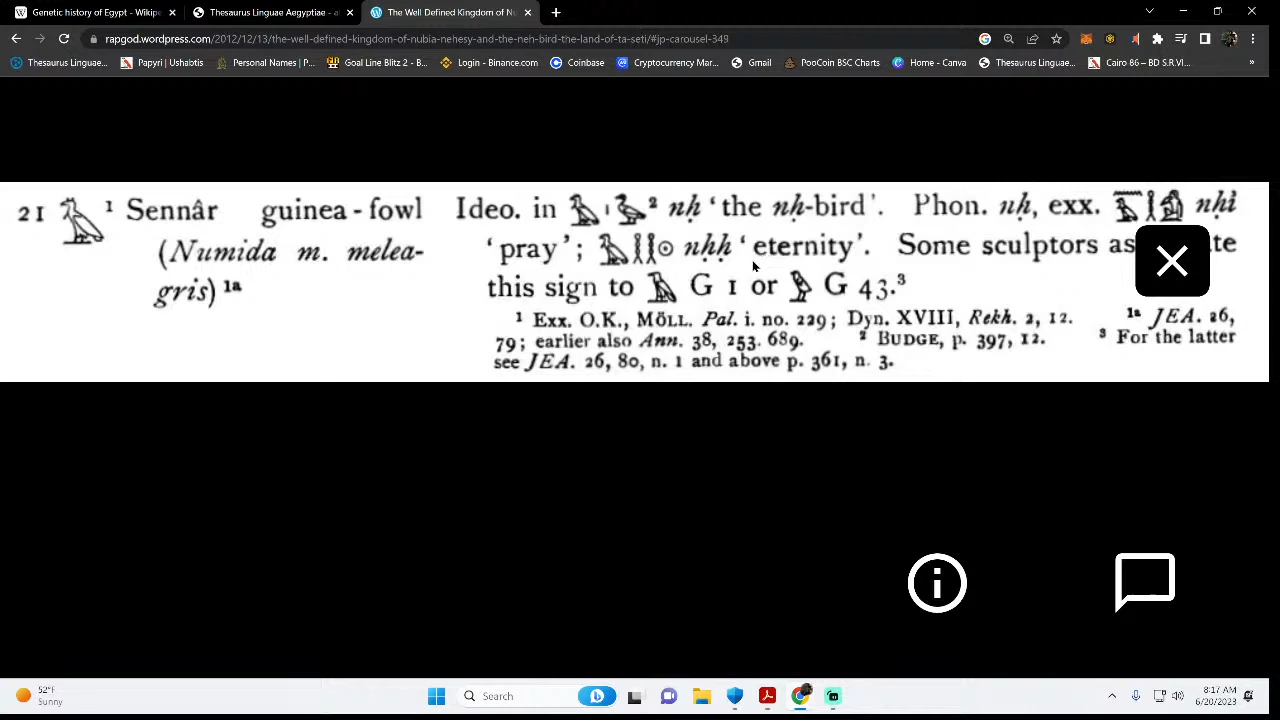 Genetic history of Egypt - Wikipe
Thesaurus Linguae Aegyptiae - a
The Well Defined Kingdom of Nu
rapgod.wordpress.com/2012/12/13/the-well-defined-kingdom-of-nubia-nehesy-and-the-neh-bird-the-land-of-ta-seti/#jp-carousel-349
Thesaurus Linguae...
Papyri | Ushabtis
Personal Names | P...
Goal Line Blitz 2 - B...
Login - Binance.com
Coinbase
Cryptocurrency Mar...
Gmail
PooCoin BSC Charts
Home - Canva
Thesaurus Linguae...
Cairo 86 – BD S.R VI...
21 ¹ Sennâr guinea-fowl
(Numida m. melea-
gris) ¹ᵃ
Ideo. in ² nḥ ‘the nḥ-bird’. Phon. nḥ, exx. nḥỉ
‘pray’; nḥḥ ‘eternity’. Some sculptors
this sign to G 1 or G 43.³
¹ Exx. O.K., MÖLL. Pal. i. no. 229; Dyn. XVIII, Rekh. 2, 12. ¹ᵃ JEA. 26,
79; earlier also Ann. 38, 253. 689. ² BUDGE, p. 397, 12. ³ For the latter
see JEA. 26, 80, n. 1 and above p. 361, n. 3.
52°F
Sunny
Search
8:17 AM